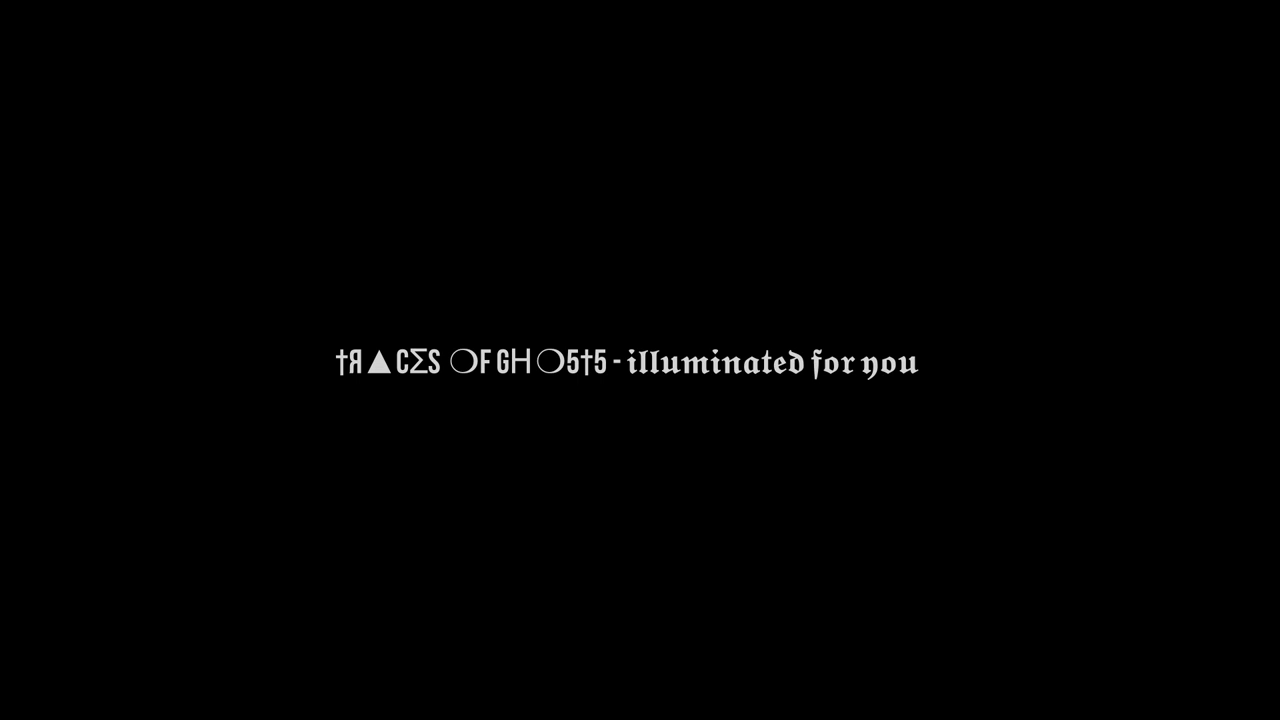 †Я▲CΣS ❍F GH❍5†5 - illuminated for you